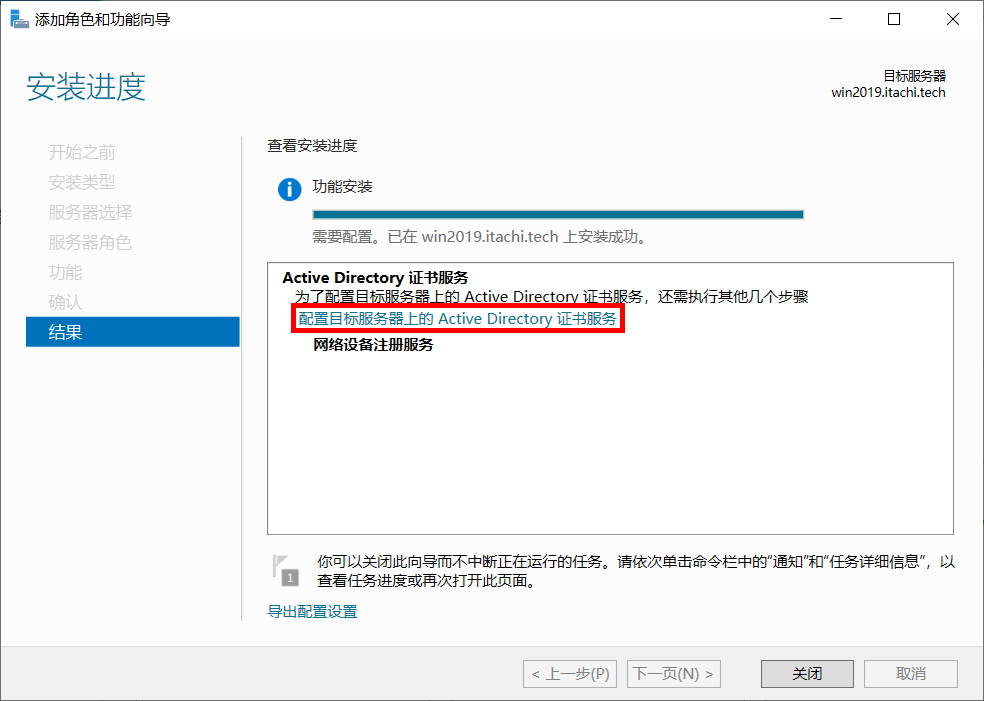 添加角色和功能向导
安装进度
目标服务器
win2019.itachi.tech
开始之前
安装类型
服务器选择
服务器角色
功能
确认
结果
查看安装进度
功能安装
需要配置。已在 win2019.itachi.tech 上安装成功。
Active Directory 证书服务
为了配置目标服务器上的 Active Directory 证书服务，还需执行其他几个步骤
配置目标服务器上的 Active Directory 证书服务
网络设备注册服务
1
你可以关闭此向导而不中断正在运行的任务。请依次单击命令栏中的“通知”和“任务详细信息”，以
查看任务进度或再次打开此页面。
导出配置设置
< 上一步(P)
下一页(N) >
关闭
取消